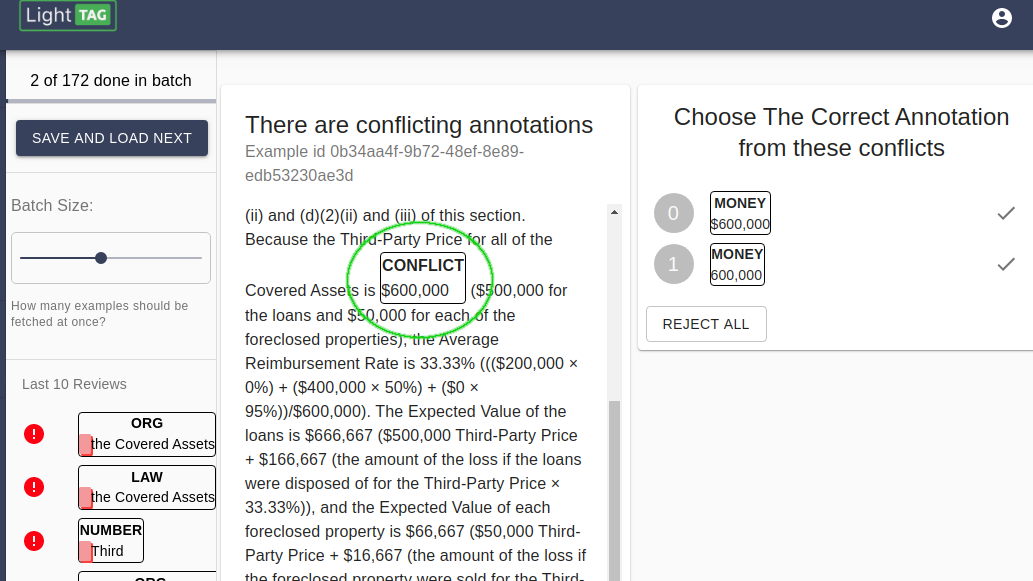 Light TAG
2 of 172 done in batch
SAVE AND LOAD NEXT
Batch Size:
How many examples should be
fetched at once?
Last 10 Reviews
ORG
the Covered Assets
LAW
the Covered Assets
NUMBER
Third
ORG
There are conflicting annotations
Example id 0b34aa4f-9b72-48ef-8e89-
edb53230ae3d
(ii) and (d)(2)(ii) and (iii) of this section.
Because the Third-Party Price for all of the
CONFLICT
Covered Assets is $600,000 ($500,000 for
the loans and $50,000 for each of the
foreclosed properties), the Average
Reimbursement Rate is 33.33% ((($200,000 ×
0%) + ($400,000 × 50%) + ($0 ×
95%))/$600,000). The Expected Value of the
loans is $666,667 ($500,000 Third-Party Price
+ $166,667 (the amount of the loss if the loans
were disposed of for the Third-Party Price ×
33.33%)), and the Expected Value of each
foreclosed property is $66,667 ($50,000 Third-
Party Price + $16,667 (the amount of the loss if
the foreclosed property were sold for the Third-
Choose The Correct Annotation
from these conflicts
0
MONEY
$600,000
1
MONEY
600,000
REJECT ALL